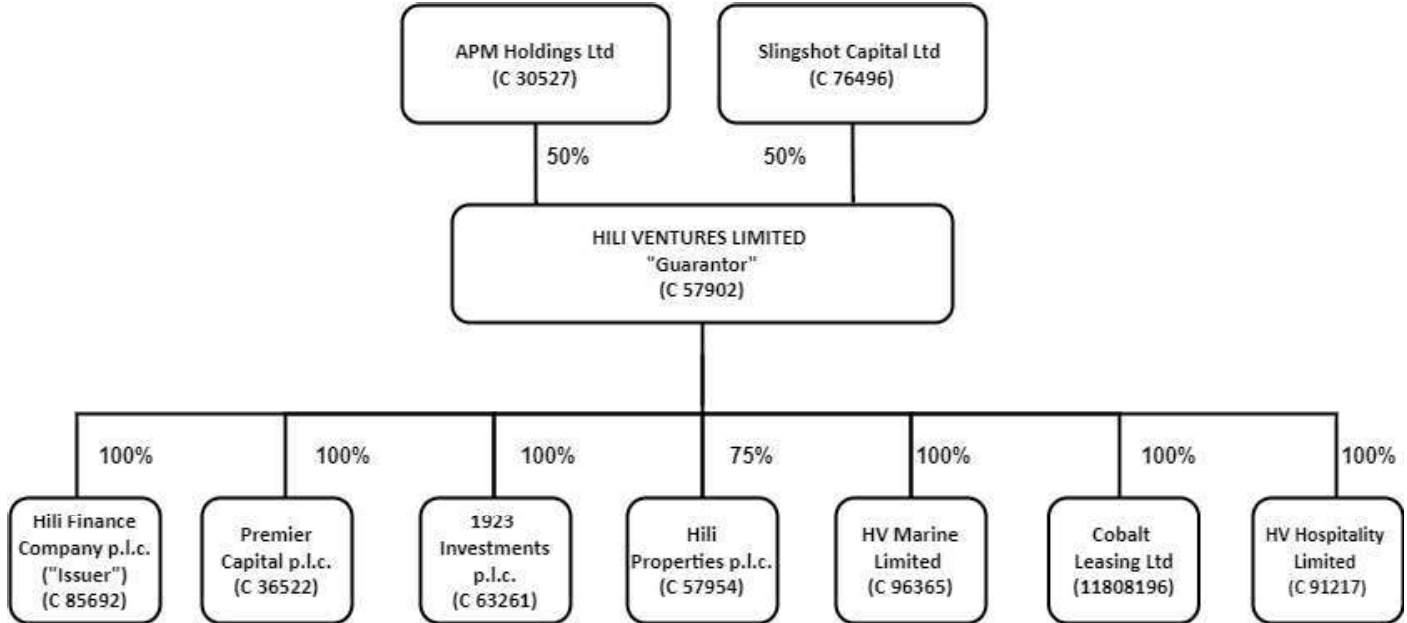 APM Holdings Ltd
(C 30527)
Slingshot Capital Ltd
(C 76496)
50%
50%
HILI VENTURES LIMITED
"Guarantor"
(C 57902)
100%
100%
100%
75%
100%
100%
100%
Hili Finance
Company p.l.c.
("Issuer")
(C 85692)
Premier
Capital p.l.c.
(C 36522)
1923
Investments
p.l.c.
(C 63261)
Hili
Properties p.l.c.
(C 57954)
HV Marine
Limited
(C 96365)
Cobalt
Leasing Ltd
(11808196)
HV Hospitality
Limited
(C 91217)